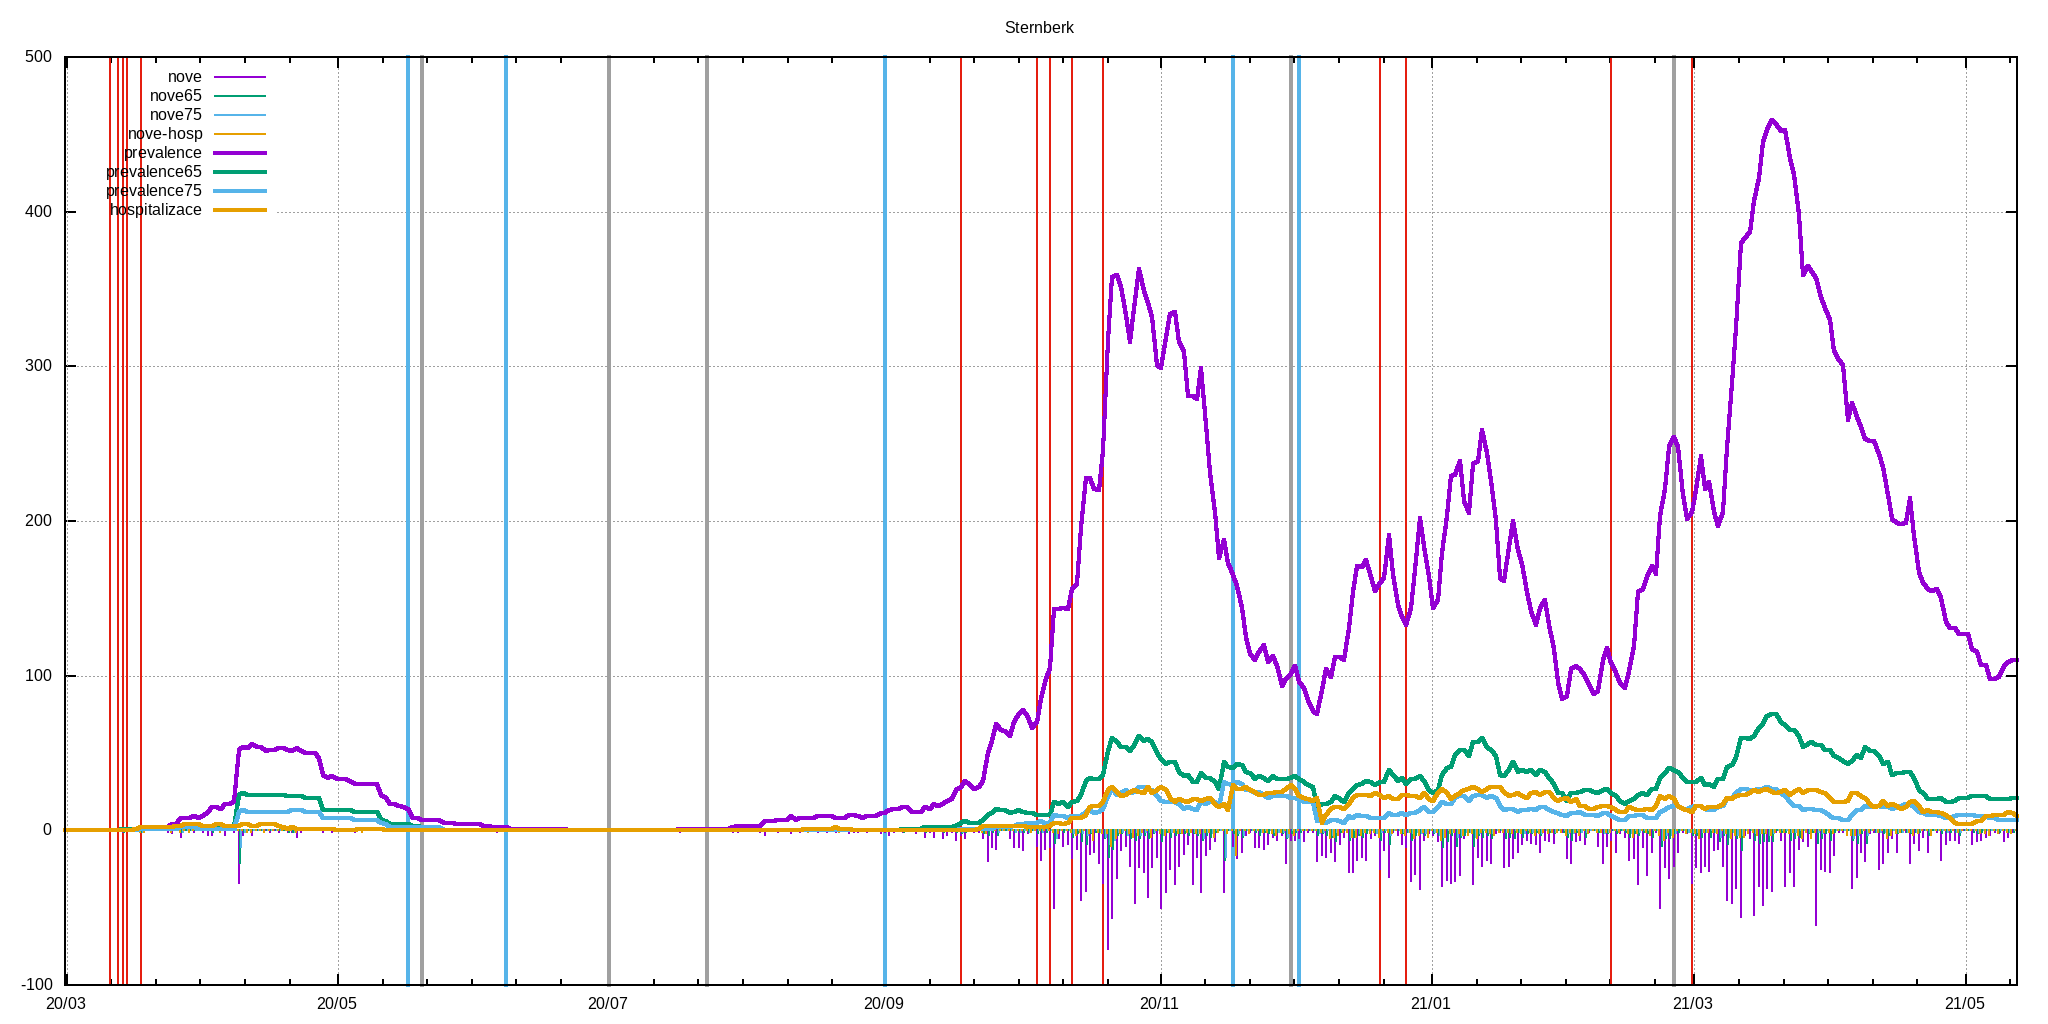 Sternberk
500
400
300
200
100
0
-100
nove
nove65
nove75
nove-hosp
prevalence
prevalence65
prevalence75
hospitalizace
20/03 20/05 20/07 20/09 20/11 21/01 21/03 21/05